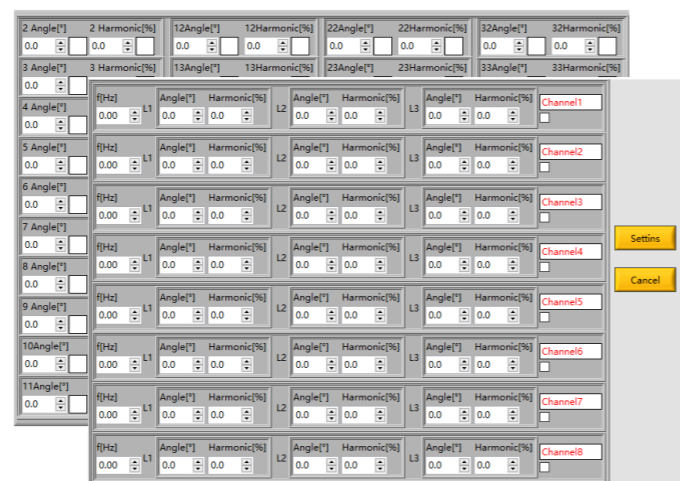 2 Angle[°] 2 Harmonic[%] 12Angle[°] 12Harmonic[%] 22Angle[°] 22Harmonic[%] 32Angle[°] 32Harmonic[%]
0.0 0.0 0.0 0.0 0.0 0.0 0.0 0.0
3 Angle[°] 3 Harmonic[%] 13Angle[°] 13Harmonic[%] 23Angle[°] 23Harmonic[%] 33Angle[°] 33Harmonic[%]
0.0
4 Angle[°]
0.0
5 Angle[°]
0.0
6 Angle[°]
0.0
7 Angle[°]
0.0
8 Angle[°]
0.0
9 Angle[°]
0.0
10Angle[°]
0.0
11Angle[°]
0.0
f[Hz] L1 Angle[°] Harmonic[%] L2 Angle[°] Harmonic[%] L3 Angle[°] Harmonic[%] Channel1
0.00 0.0 0.0 0.0 0.0 0.0 0.0
f[Hz] L1 Angle[°] Harmonic[%] L2 Angle[°] Harmonic[%] L3 Angle[°] Harmonic[%] Channel2
0.00 0.0 0.0 0.0 0.0 0.0 0.0
f[Hz] L1 Angle[°] Harmonic[%] L2 Angle[°] Harmonic[%] L3 Angle[°] Harmonic[%] Channel3
0.00 0.0 0.0 0.0 0.0 0.0 0.0
f[Hz] L1 Angle[°] Harmonic[%] L2 Angle[°] Harmonic[%] L3 Angle[°] Harmonic[%] Channel4
0.00 0.0 0.0 0.0 0.0 0.0 0.0
f[Hz] L1 Angle[°] Harmonic[%] L2 Angle[°] Harmonic[%] L3 Angle[°] Harmonic[%] Channel5
0.00 0.0 0.0 0.0 0.0 0.0 0.0
f[Hz] L1 Angle[°] Harmonic[%] L2 Angle[°] Harmonic[%] L3 Angle[°] Harmonic[%] Channel6
0.00 0.0 0.0 0.0 0.0 0.0 0.0
f[Hz] L1 Angle[°] Harmonic[%] L2 Angle[°] Harmonic[%] L3 Angle[°] Harmonic[%] Channel7
0.00 0.0 0.0 0.0 0.0 0.0 0.0
f[Hz] L1 Angle[°] Harmonic[%] L2 Angle[°] Harmonic[%] L3 Angle[°] Harmonic[%] Channel8
0.00 0.0 0.0 0.0 0.0 0.0 0.0
Settins
Cancel